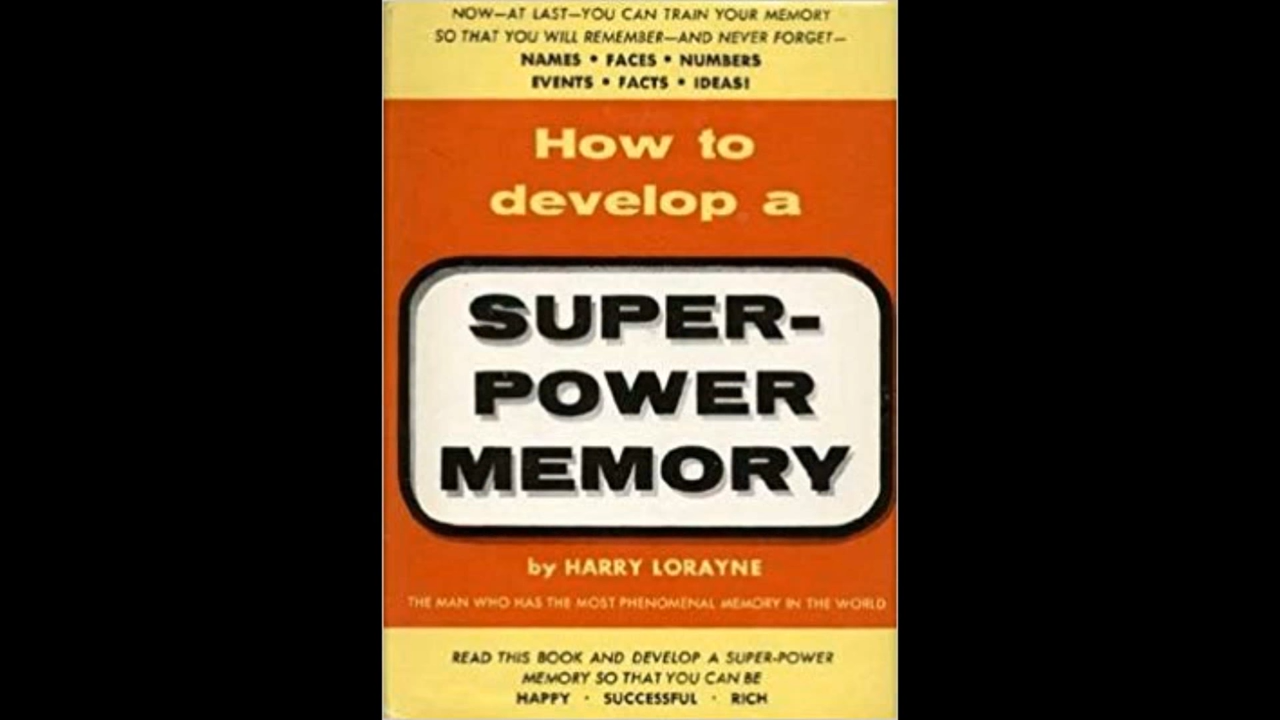 NOW—AT LAST—YOU CAN TRAIN YOUR MEMORY
SO THAT YOU WILL REMEMBER—AND NEVER FORGET—
NAMES • FACES • NUMBERS
EVENTS • FACTS • IDEAS!
How to
develop a
SUPER-
POWER
MEMORY
by HARRY LORAYNE
THE MAN WHO HAS THE MOST PHENOMENAL MEMORY IN THE WORLD
READ THIS BOOK AND DEVELOP A SUPER-POWER
MEMORY SO THAT YOU CAN BE
HAPPY · SUCCESSFUL · RICH